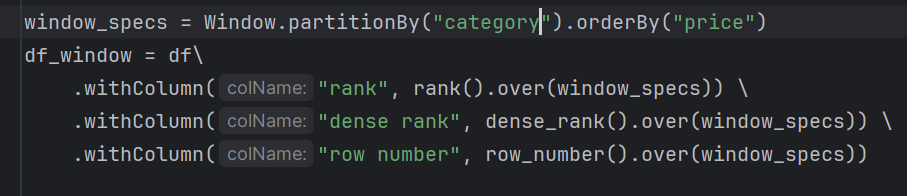 window_specs = Window.partitionBy("category").orderBy("price")
df_window = df\
.withColumn( colName: "rank", rank().over(window_specs)) \
.withColumn( colName: "dense rank", dense_rank().over(window_specs)) \
.withColumn( colName: "row number", row_number().over(window_specs))